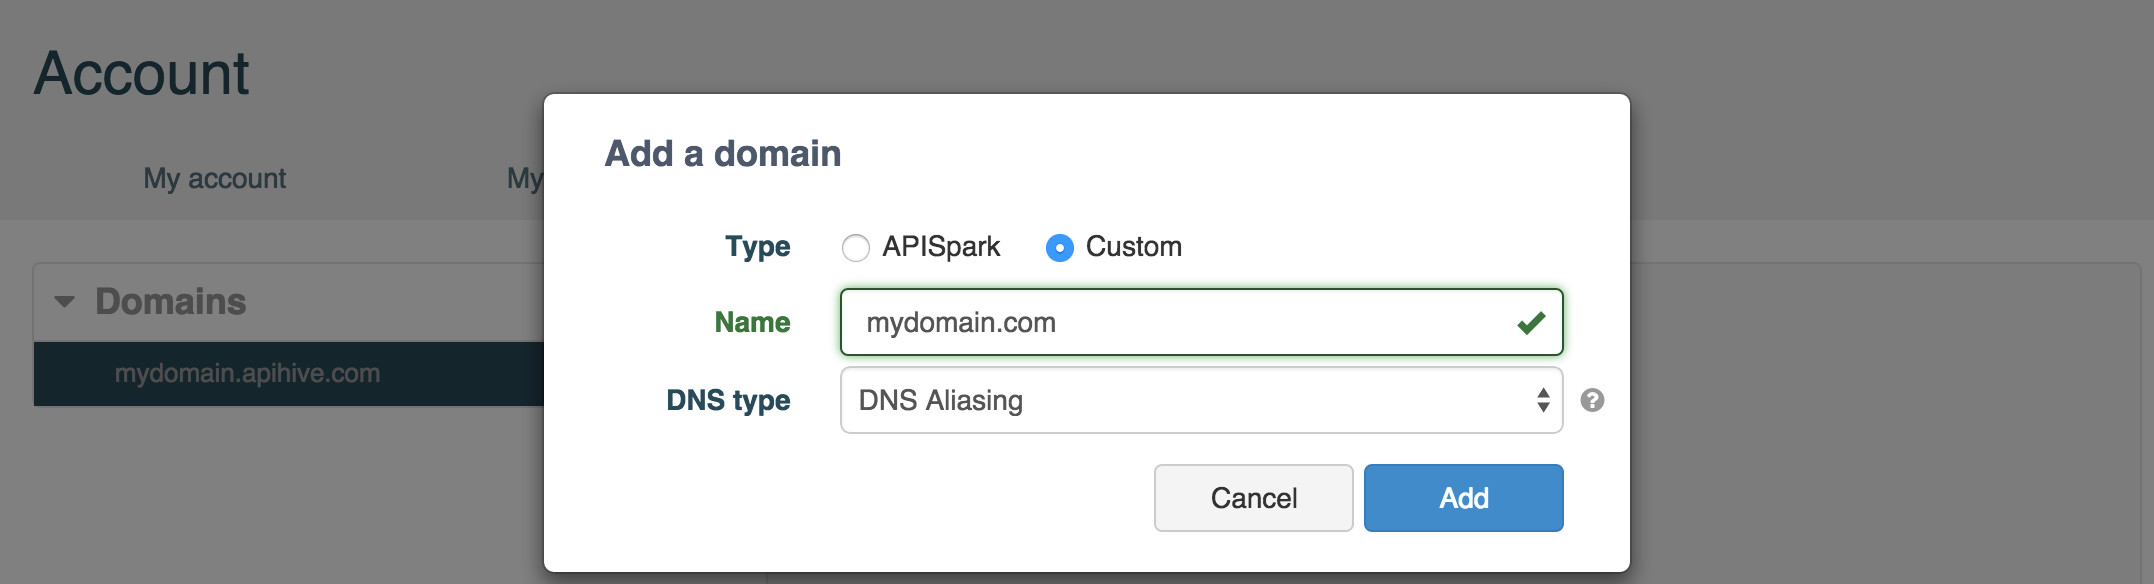 Account
My account
My
Domains
mydomain.apihive.com
Add a domain
Type APISpark Custom
Name mydomain.com
DNS type DNS Aliasing ?
Cancel Add